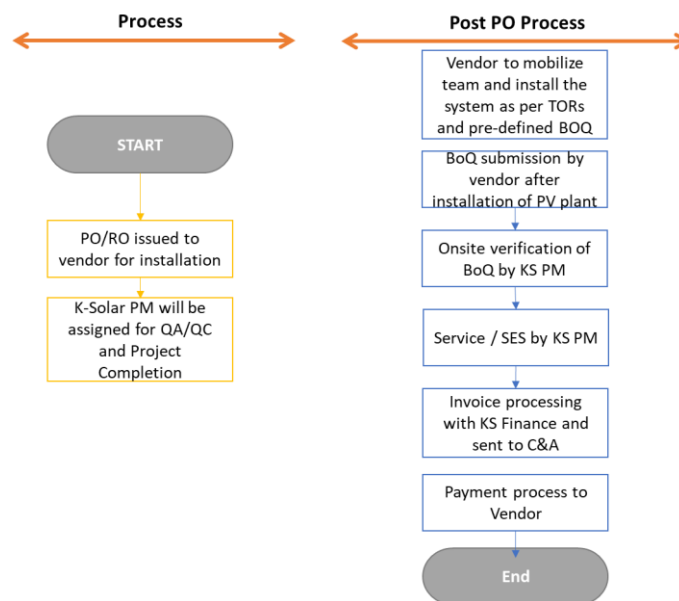 Process
START
PO/RO issued to
vendor for installation
K-Solar PM will be
assigned for QA/QC
and Project
Completion
Post PO Process
Vendor to mobilize
team and install the
system as per TORs
and pre-defined BOQ
BoQ submission by
vendor after
installation of PV plant
Onsite verification of
BoQ by KS PM
Service / SES by KS PM
Invoice processing
with KS Finance and
sent to C&A
Payment process to
Vendor
End